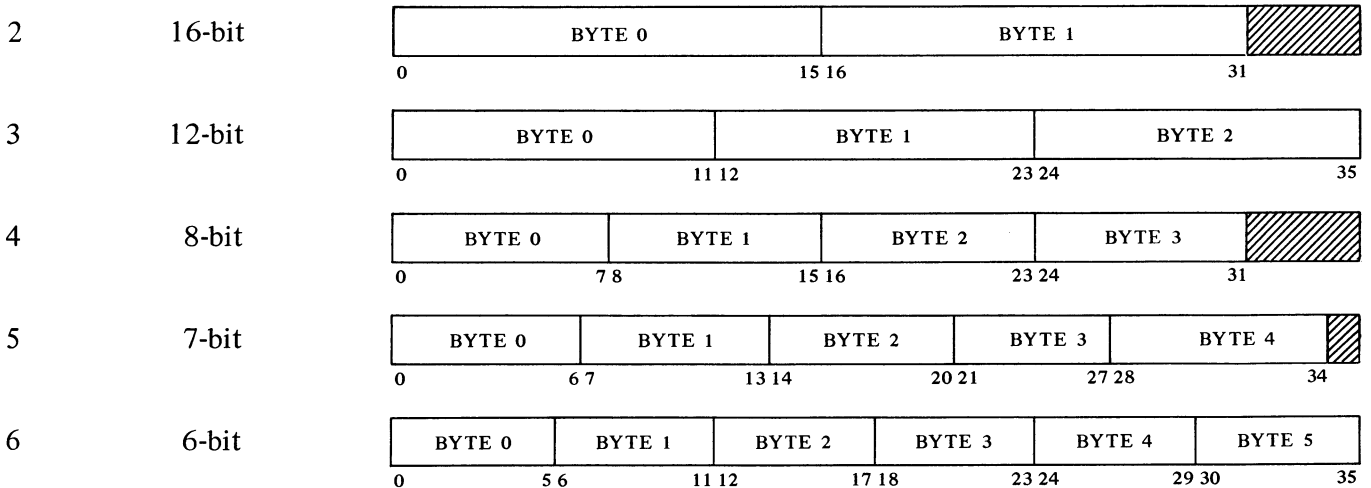 2 16-bit BYTE 0 BYTE 1
0 15 16 31
3 12-bit BYTE 0 BYTE 1 BYTE 2
0 11 12 23 24 35
4 8-bit BYTE 0 BYTE 1 BYTE 2 BYTE 3
0 7 8 15 16 23 24 31
5 7-bit BYTE 0 BYTE 1 BYTE 2 BYTE 3 BYTE 4
0 6 7 13 14 20 21 27 28 34
6 6-bit BYTE 0 BYTE 1 BYTE 2 BYTE 3 BYTE 4 BYTE 5
0 5 6 11 12 17 18 23 24 29 30 35